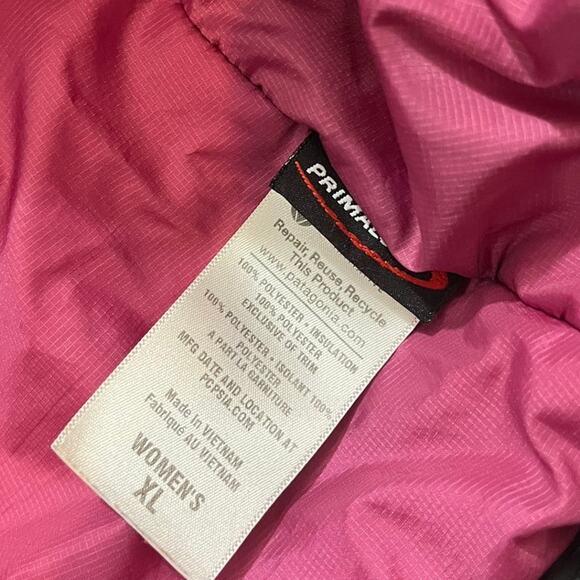 Repair, Reuse, Recycle
This Product
www.patagonia.com
100% POLYESTER • INSULATION
100% POLYESTER
EXCLUSIVE OF TRIM
100% POLYESTER • ISOLANT 100%
POLYESTER
A PART LA GARNITURE
MFG DATE AND LOCATION AT
PCPSIA.COM
Made in VIETNAM
Fabriqué AU VIETNAM
WOMEN'S
XL